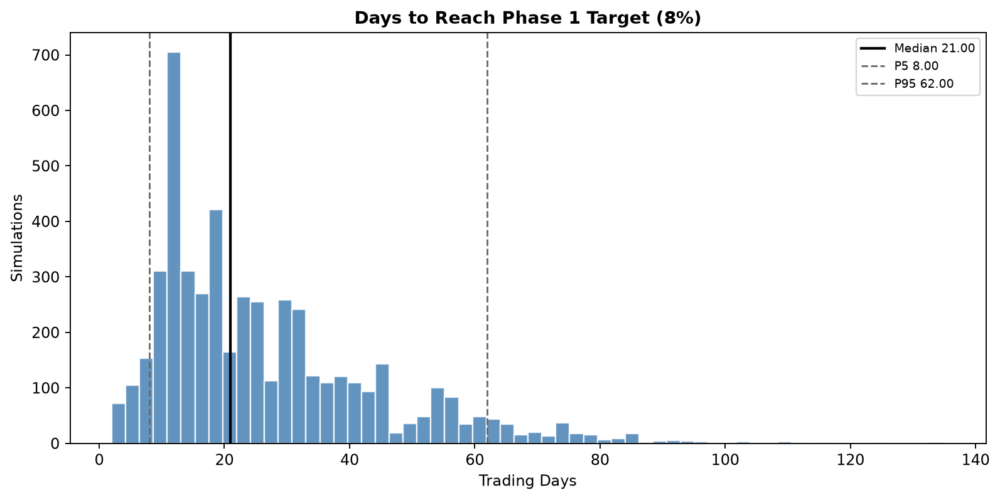 Days to Reach Phase 1 Target (8%)
Median 21.00
P5 8.00
P95 62.00
Simulations
700
600
500
400
300
200
100
0
0 20 40 60 80 100 120 140
Trading Days